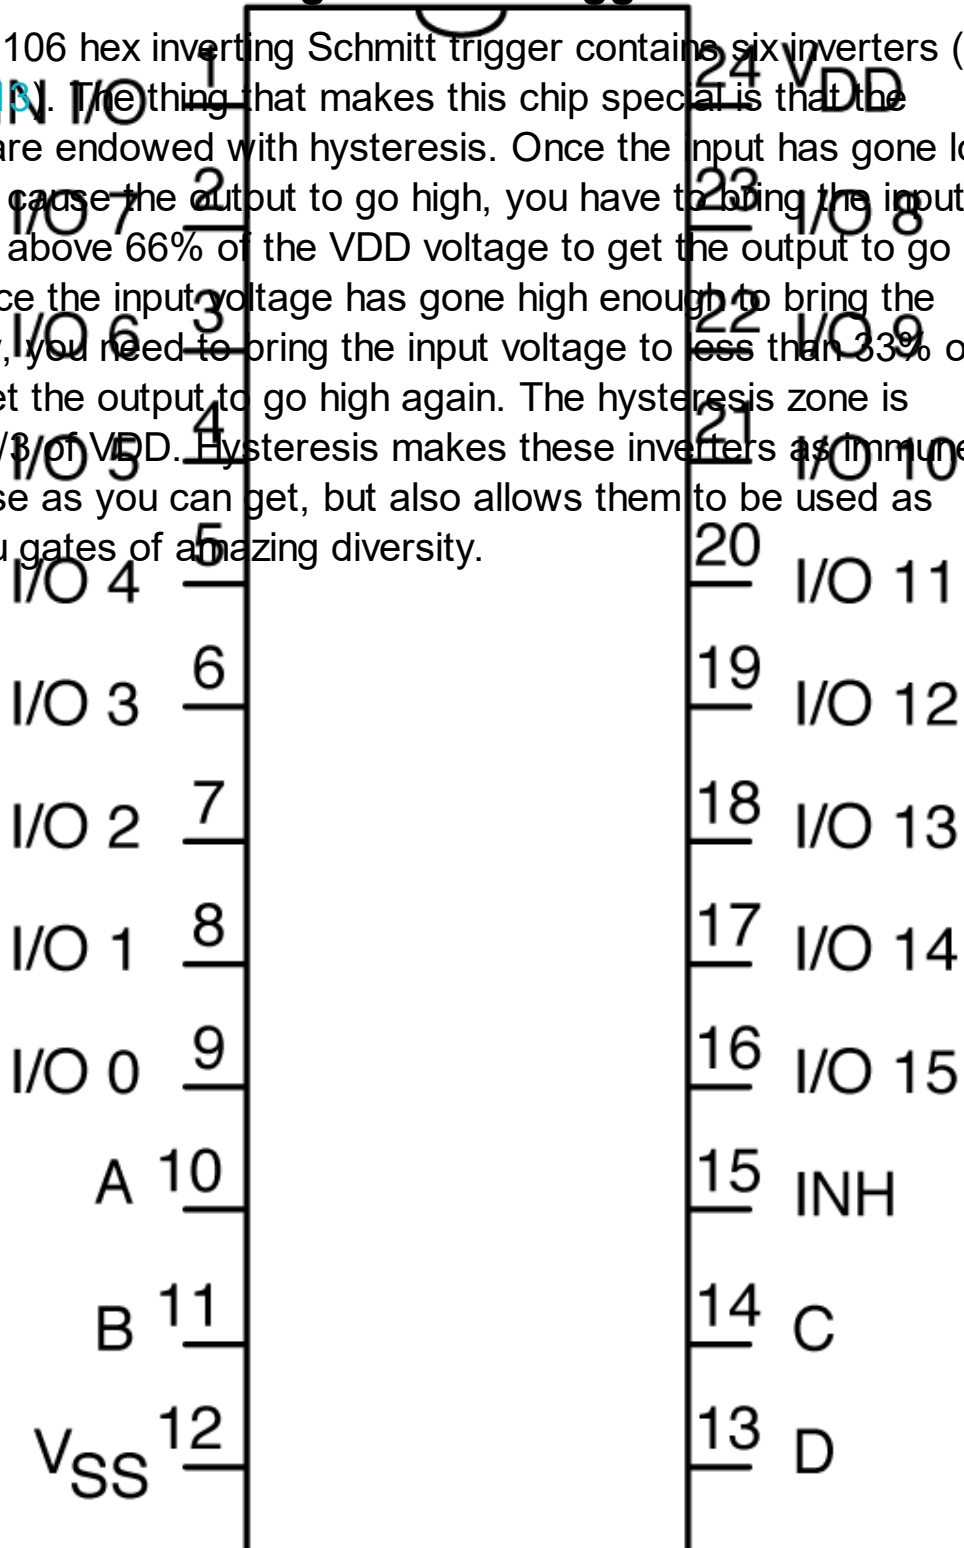 106 hex inverting Schmitt trigger contains six inverters (
13). The thing that makes this chip special is that the
are endowed with hysteresis. Once the input has gone lo
cause the output to go high, you have to bring the input
above 66% of the VDD voltage to get the output to go
ce the input voltage has gone high enough to bring the
, you need to bring the input voltage to less than 33% o
et the output to go high again. The hysteresis zone is
/3 of VDD. Hysteresis makes these inverters as immune
se as you can get, but also allows them to be used as
u gates of amazing diversity.
IN I/O 1 24 VDD
I/O 7 2 23 I/O 8
I/O 6 3 22 I/O 9
I/O 5 4 21 I/O 10
I/O 4 5 20 I/O 11
I/O 3 6 19 I/O 12
I/O 2 7 18 I/O 13
I/O 1 8 17 I/O 14
I/O 0 9 16 I/O 15
A 10 15 INH
B 11 14 C
VSS 12 13 D